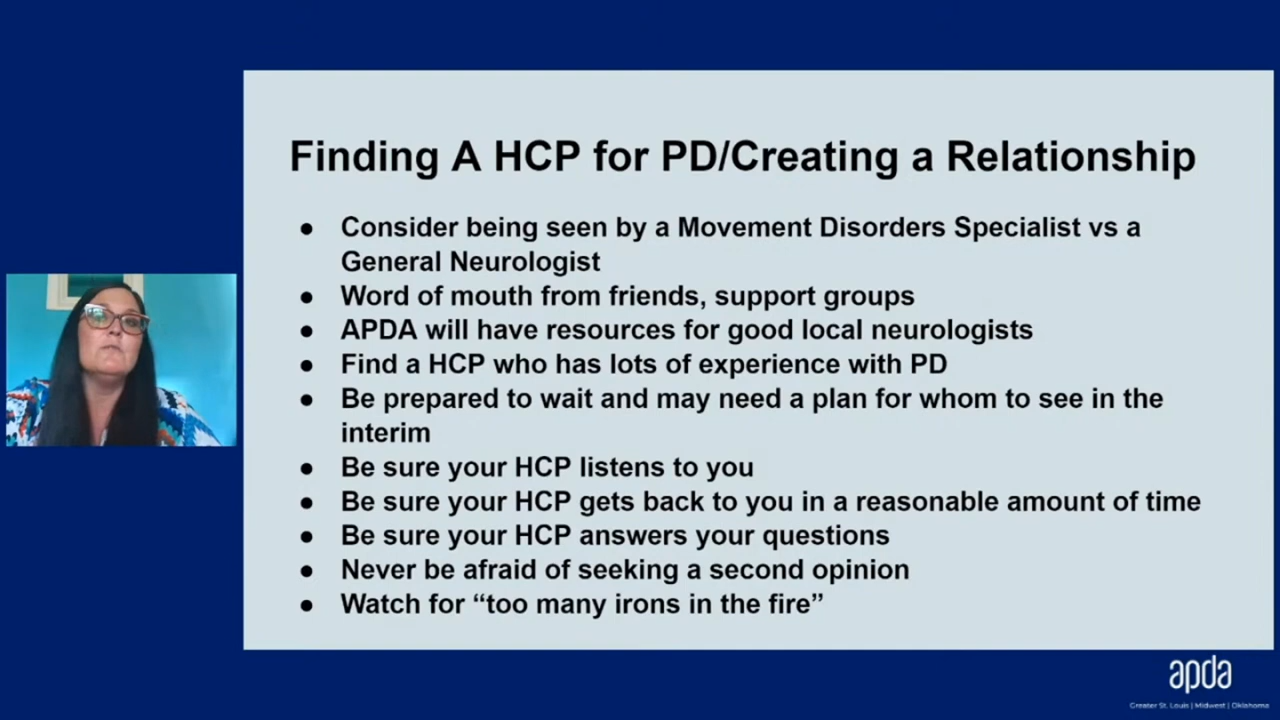 Finding A HCP for PD/Creating a Relationship
● Consider being seen by a Movement Disorders Specialist vs a
General Neurologist
● Word of mouth from friends, support groups
● APDA will have resources for good local neurologists
● Find a HCP who has lots of experience with PD
● Be prepared to wait and may need a plan for whom to see in the
interim
● Be sure your HCP listens to you
● Be sure your HCP gets back to you in a reasonable amount of time
● Be sure your HCP answers your questions
● Never be afraid of seeking a second opinion
● Watch for “too many irons in the fire”
apda
Greater St. Louis | Midwest | Oklahoma